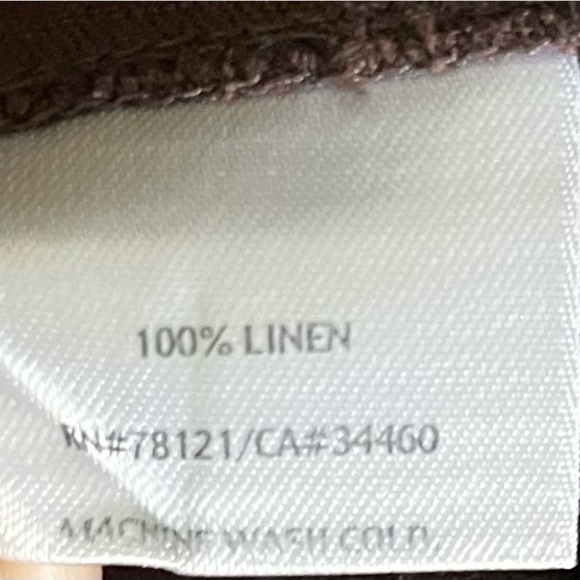 100% LINEN
RN#78121/CA#34460
MACHINE WASH COLD,